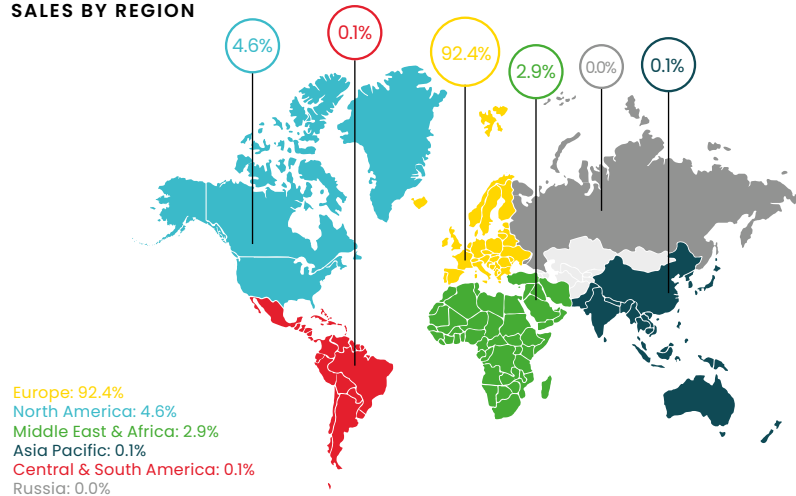 SALES BY REGION
4.6%
0.1%
92.4%
2.9%
0.0%
0.1%
Europe: 92.4%
North America: 4.6%
Middle East & Africa: 2.9%
Asia Pacific: 0.1%
Central & South America: 0.1%
Russia: 0.0%